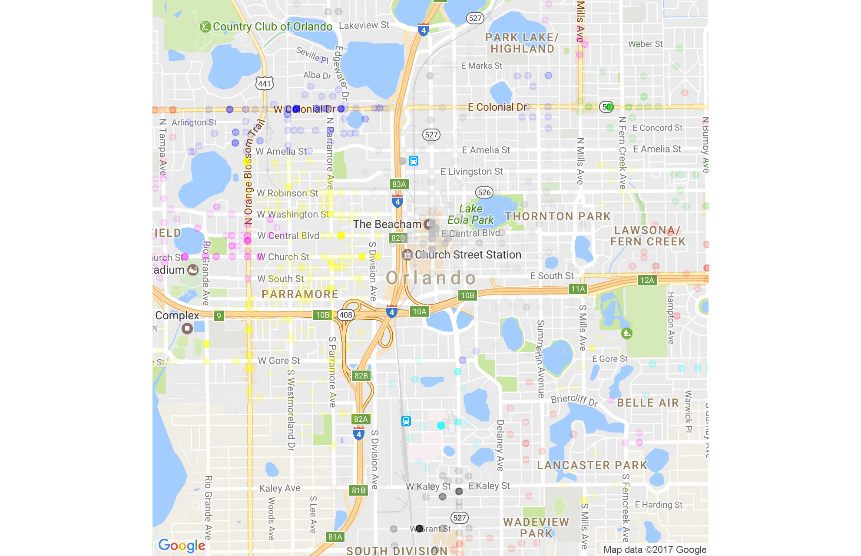 Lakeview St
527
Country Club of Orlando
4
N Mills Ave
PARK LAKE/
HIGHLAND
Weber St
Seville Pl
Edgewater Dr
E Marks St
Alba Dr
441
W Colonial Dr
E Colonial Dr
50
Arlington St
N Orange Blossom Trail
N Parramore Ave
527
N Mills Ave
N Fern Creek Ave
E Concord St
N Bumby Ave
W Amelia St
E Amelia St
E Amelia St
E Livingston St
83A
526
W Robinson St
4
Lake
Eola Park
W Washington St
THORNTON PARK
The Beacham
LAWSONA/
FERN CREEK
FIELD
W Central Blvd
82B
E Central Blvd
Rio Grande Ave
S Division Ave
W Church St
Church Street Station
urch St
adium
W South St
Orlando
E South St
12A
11A
PARRAMORE
10B
Hampton Ave
Complex
9
10B
408
4
10A
S Mills Ave
Summerlin Ave
S Parramore Ave
W Gore St
E Gore St
82B
S Westmoreland Dr
Briercliff Dr
BELLE AIR
Warwick Pl
S Bumby Ave
82A
4
S Division Ave
Delaney Ave
LANCASTER PARK
Rio Grande Ave
Kaley Ave
81B
W Kaley St
E Kaley St
Woods Ave
S Lee Ave
S Mills Ave
S Ferncreek Ave
E Harding St
527
W Grant St
WADEVIEW
PARK
81A
Google
SOUTH DIVISION
Map data ©2017 Google